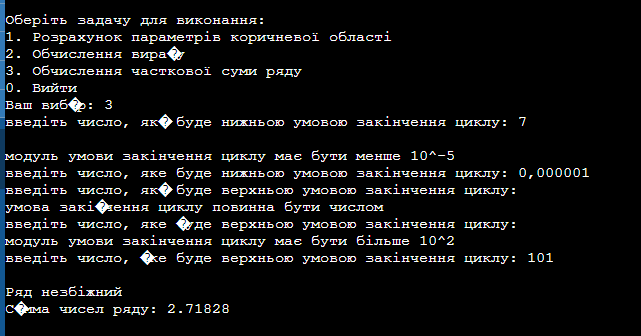 Оберіть задачу для виконання:
1. Розрахунок параметрів коричневої області
2. Обчислення вира�у
3. Обчислення часткової суми ряду
0. Вийти
Ваш виб�р: 3
введіть число, як� буде нижньою умовою закінчення циклу: 7
модуль умови закінчення циклу має бути менше 10^-5
введіть число, яке буде нижньою умовою закінчення циклу: 0,000001
введіть число, як� буде верхньою умовою закінчення циклу:
умова закі�чення циклу повинна бути числом
введіть число, яке �уде верхньою умовою закінчення циклу:
модуль умови закінчення циклу має бути більше 10^2
введіть число, �ке буде верхньою умовою закінчення циклу: 101
Ряд незбіжний
С�мма чисел ряду: 2.71828